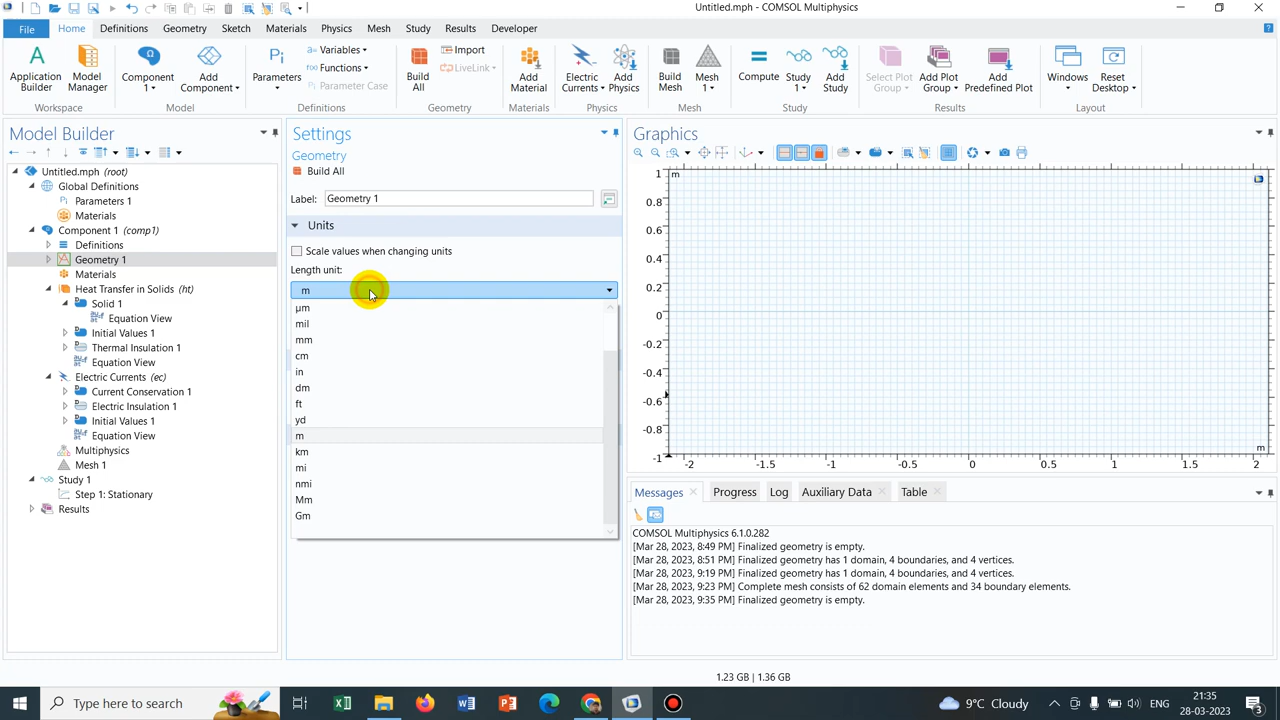 Untitled.mph - COMSOL Multiphysics
File
Home
Definitions
Geometry
Sketch
Materials
Physics
Mesh
Study
Results
Developer
Application Builder
Model Manager
Workspace
Component 1
Add Component
Model
Parameters
a= Variables
f(x) Functions
Parameter Case
Definitions
Build All
Import
LiveLink
Geometry
Add Material
Materials
Electric Currents
Add Physics
Physics
Build Mesh
Mesh 1
Mesh
Compute
Study 1
Add Study
Study
Select Plot Group
Add Plot Group
Add Predefined Plot
Results
Windows
Reset Desktop
Layout
Model Builder
Untitled.mph (root)
Global Definitions
Parameters 1
Materials
Component 1 (comp1)
Definitions
Geometry 1
Materials
Heat Transfer in Solids (ht)
Solid 1
Equation View
Initial Values 1
Thermal Insulation 1
Equation View
Electric Currents (ec)
Current Conservation 1
Electric Insulation 1
Initial Values 1
Equation View
Multiphysics
Mesh 1
Study 1
Step 1: Stationary
Results
Settings
Geometry
Build All
Label: Geometry 1
Units
Scale values when changing units
Length unit:
m
µm
mil
mm
cm
in
dm
ft
yd
m
km
mi
nmi
Mm
Gm
Graphics
m
1
0.8
0.6
0.4
0.2
0
-0.2
-0.4
-0.6
-0.8
-1
m
-2 -1.5 -1 -0.5 0 0.5 1 1.5 2
Messages
Progress
Log
Auxiliary Data
Table
COMSOL Multiphysics 6.1.0.282
[Mar 28, 2023, 8:49 PM] Finalized geometry is empty.
[Mar 28, 2023, 8:51 PM] Finalized geometry has 1 domain, 4 boundaries, and 4 vertices.
[Mar 28, 2023, 9:19 PM] Finalized geometry has 1 domain, 4 boundaries, and 4 vertices.
[Mar 28, 2023, 9:23 PM] Complete mesh consists of 62 domain elements and 34 boundary elements.
[Mar 28, 2023, 9:35 PM] Finalized geometry is empty.
1.23 GB | 1.36 GB
Type here to search
9°C Cloudy
ENG
21:35
28-03-2023
3